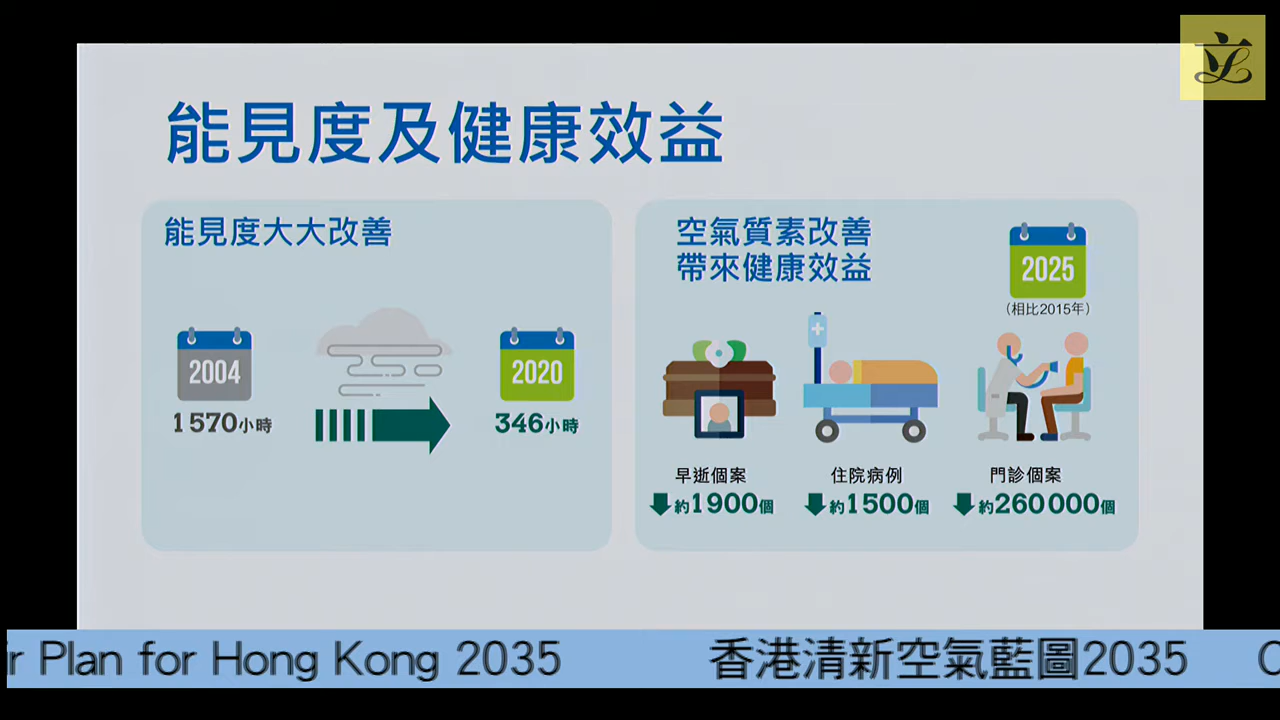 能見度及健康效益
能見度大大改善
2004
1570小時
2020
346小時
空氣質素改善
帶來健康效益
2025
(相比2015年)
早逝個案
約1900個
住院病例
約1500個
門診個案
約260000個
ir Plan for Hong Kong 2035 香港清新空氣藍圖2035 C